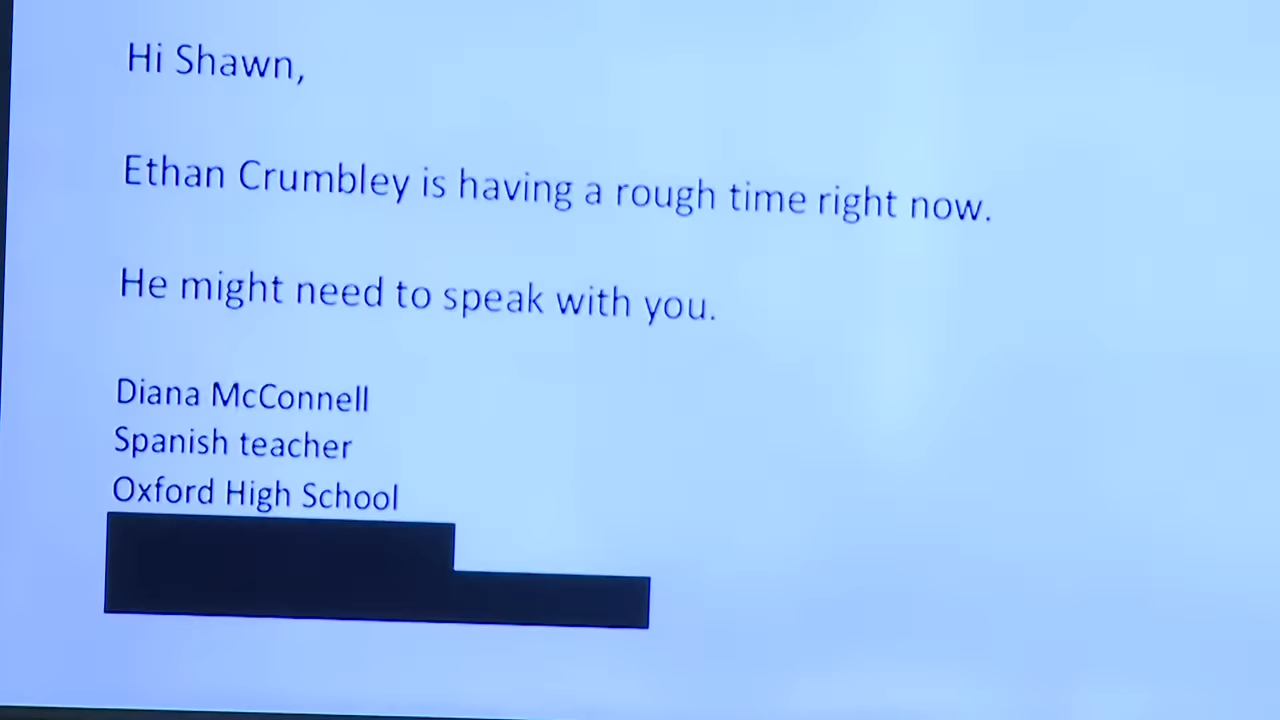 Hi Shawn,
Ethan Crumbley is having a rough time right now.
He might need to speak with you.
Diana McConnell
Spanish teacher
Oxford High School